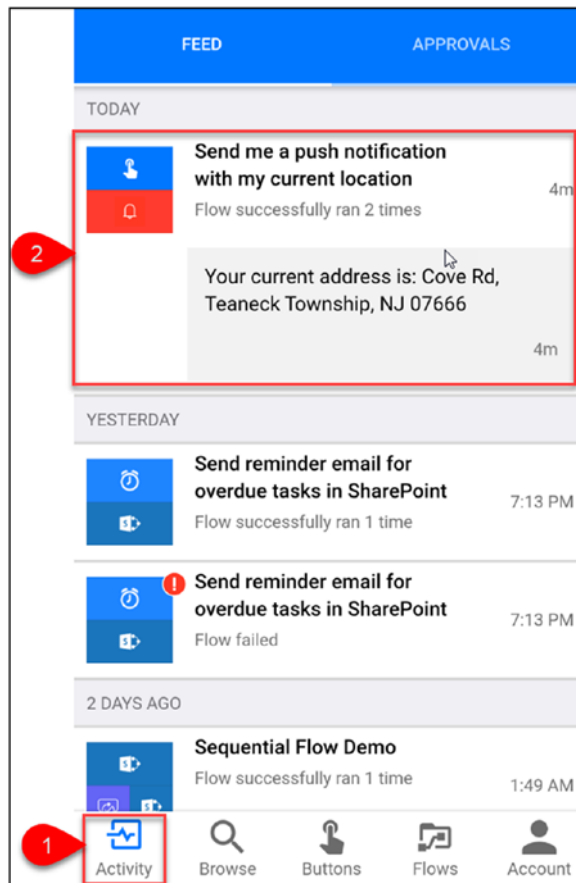 FEED
APPROVALS
TODAY
Send me a push notification
with my current location
4m
Flow successfully ran 2 times
2
Your current address is: Cove Rd,
Teaneck Township, NJ 07666
4m
YESTERDAY
Send reminder email for
overdue tasks in SharePoint
7:13 PM
Flow successfully ran 1 time
Send reminder email for
overdue tasks in SharePoint
7:13 PM
Flow failed
2 DAYS AGO
Sequential Flow Demo
Flow successfully ran 1 time
1:49 AM
1
Activity
Browse
Buttons
Flows
Account